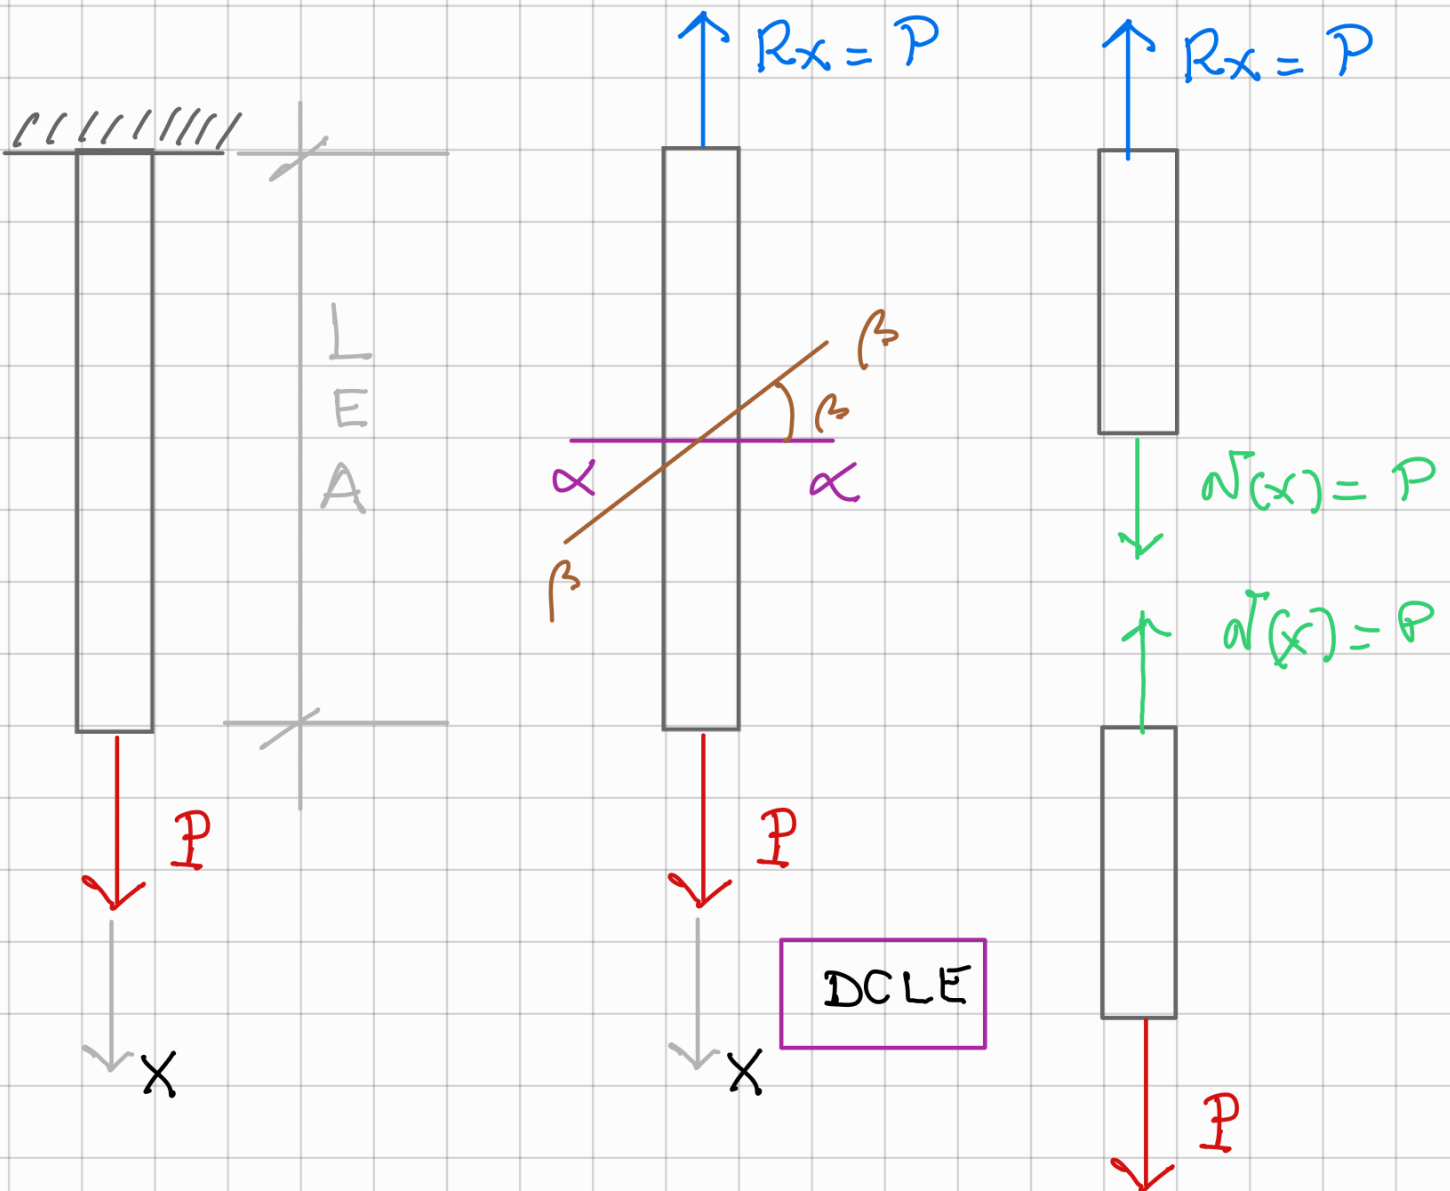 Rx = P
Rx = P
L
E
A
β
β
α
α
β
N(x) = P
N(x) = P
P
P
DCLE
X
X
P